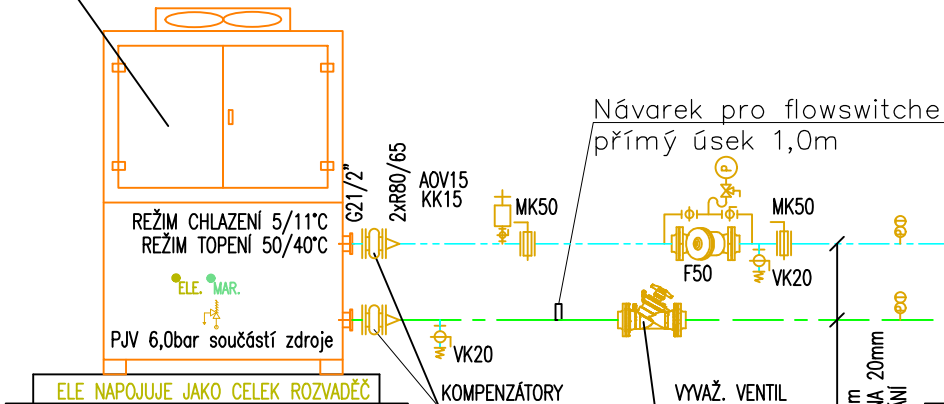 Návarek pro flowswitche
přímý úsek 1,0m
G21/2"
2xR80/65
AOV15
KK15
MK50
P
MK50
REŽIM CHLAZENÍ 5/11°C
REŽIM TOPENÍ 50/40°C
F50
VK20
ELE.
MAR.
PJV 6,0bar součástí zdroje
VK20
ELE NAPOJUJE JAKO CELEK ROZVADĚČ
KOMPENZÁTORY
VYVAŽ. VENTIL
20mm